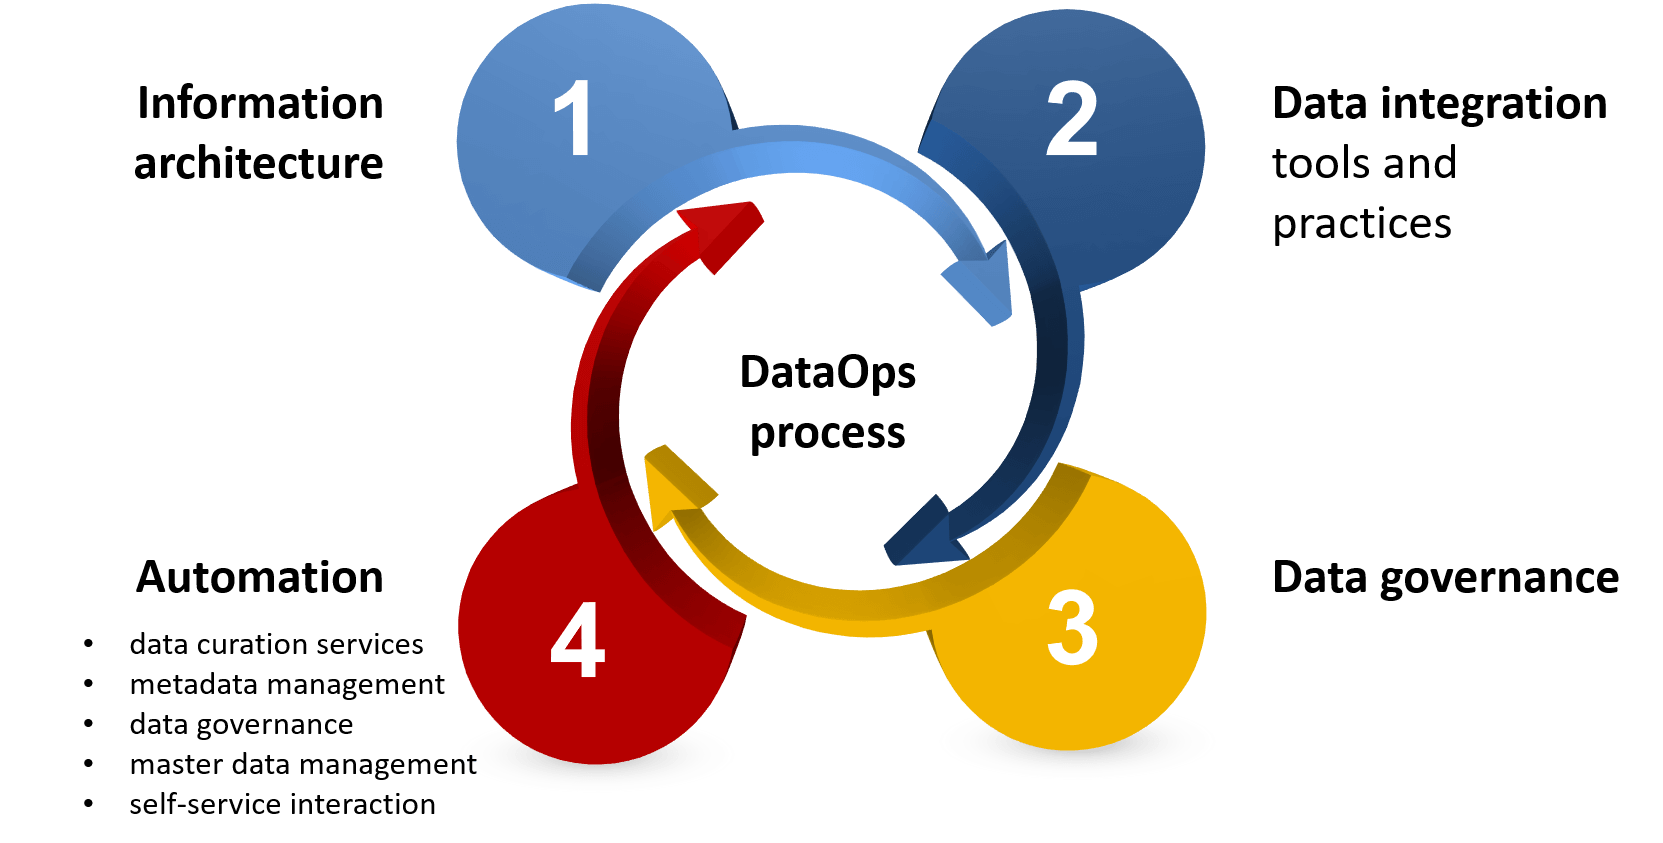 1
Information
architecture
2
Data integration
tools and
practices
DataOps
process
3
Data governance
4
Automation
• data curation services
• metadata management
• data governance
• master data management
• self-service interaction